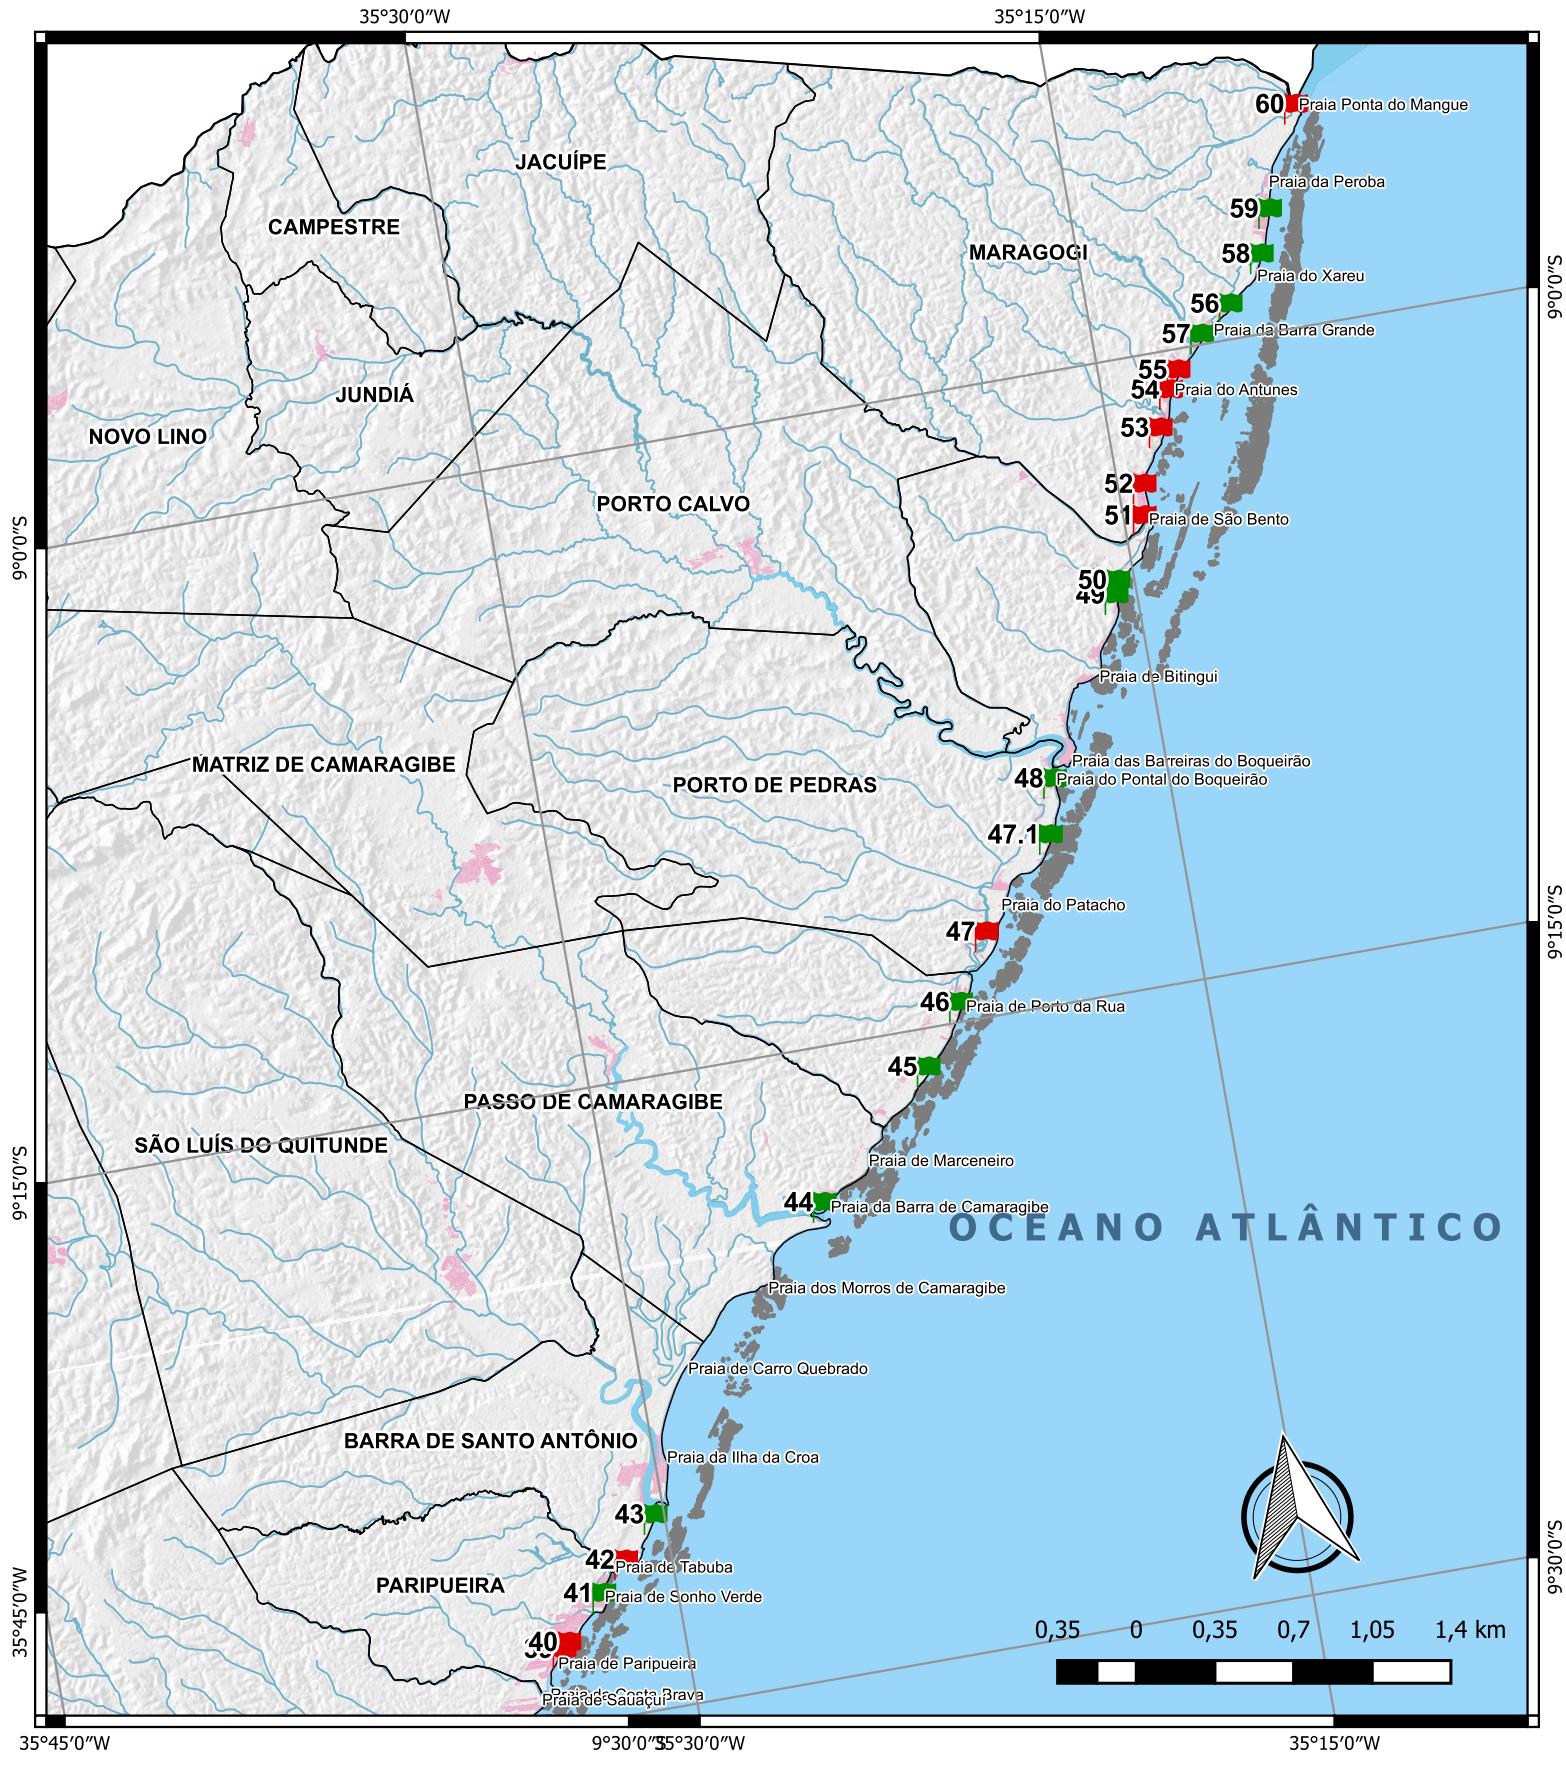 35°30′0″W
35°15′0″W
60
Praia Ponta do Mangue
JACUÍPE
Praia da Peroba
59
CAMPESTRE
MARAGOGI
58
Praia do Xareu
9°0′0″S
56
57
Praia da Barra Grande
55
54
Praia do Antunes
JUNDIÁ
53
NOVO LINO
52
PORTO CALVO
51
Praia de São Bento
9°0′0″S
50
49
Praia de Bitingui
MATRIZ DE CAMARAGIBE
Praia das Barreiras do Boqueirão
48
Praia do Pontal do Boqueirão
PORTO DE PEDRAS
47.1
Praia do Patacho
9°15′0″S
47
46
Praia de Porto da Rua
45
PASSO DE CAMARAGIBE
SÃO LUÍS DO QUITUNDE
Praia de Marceneiro
9°15′0″S
44
Praia da Barra de Camaragibe
OCEANO ATLÂNTICO
Praia dos Morros de Camaragibe
Praia de Carro Quebrado
BARRA DE SANTO ANTÔNIO
Praia da Ilha da Croa
43
42
Praia de Tabuba
9°30′0″S
PARIPUEIRA
41
Praia de Sonho Verde
35°45′0″W
40
39
Praia de Paripueira
Praia da Costa Brava
Praia de Sauaçuí
0,35 0 0,35 0,7 1,05 1,4 km
35°45′0″W
9°30′0″S
35°30′0″W
35°15′0″W